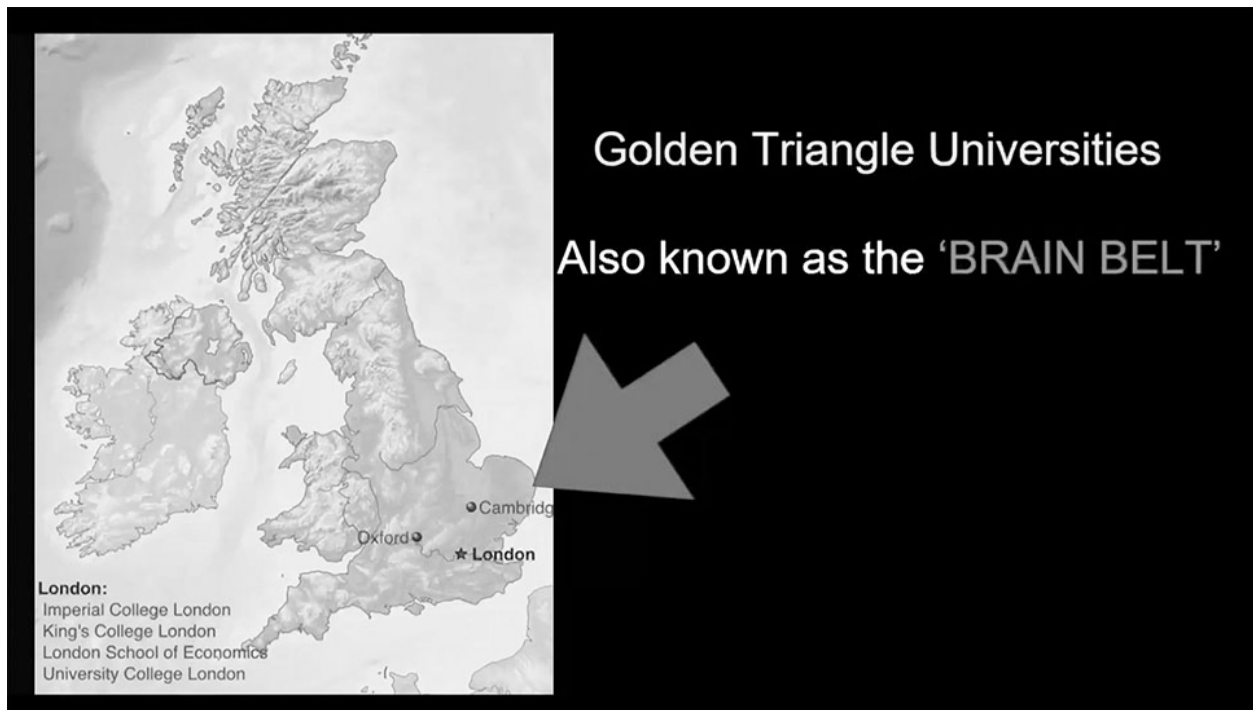 Golden Triangle Universities
Also known as the ‘BRAIN BELT’
Cambridg
Oxford
London
London:
Imperial College London
King's College London
London School of Economics
University College London